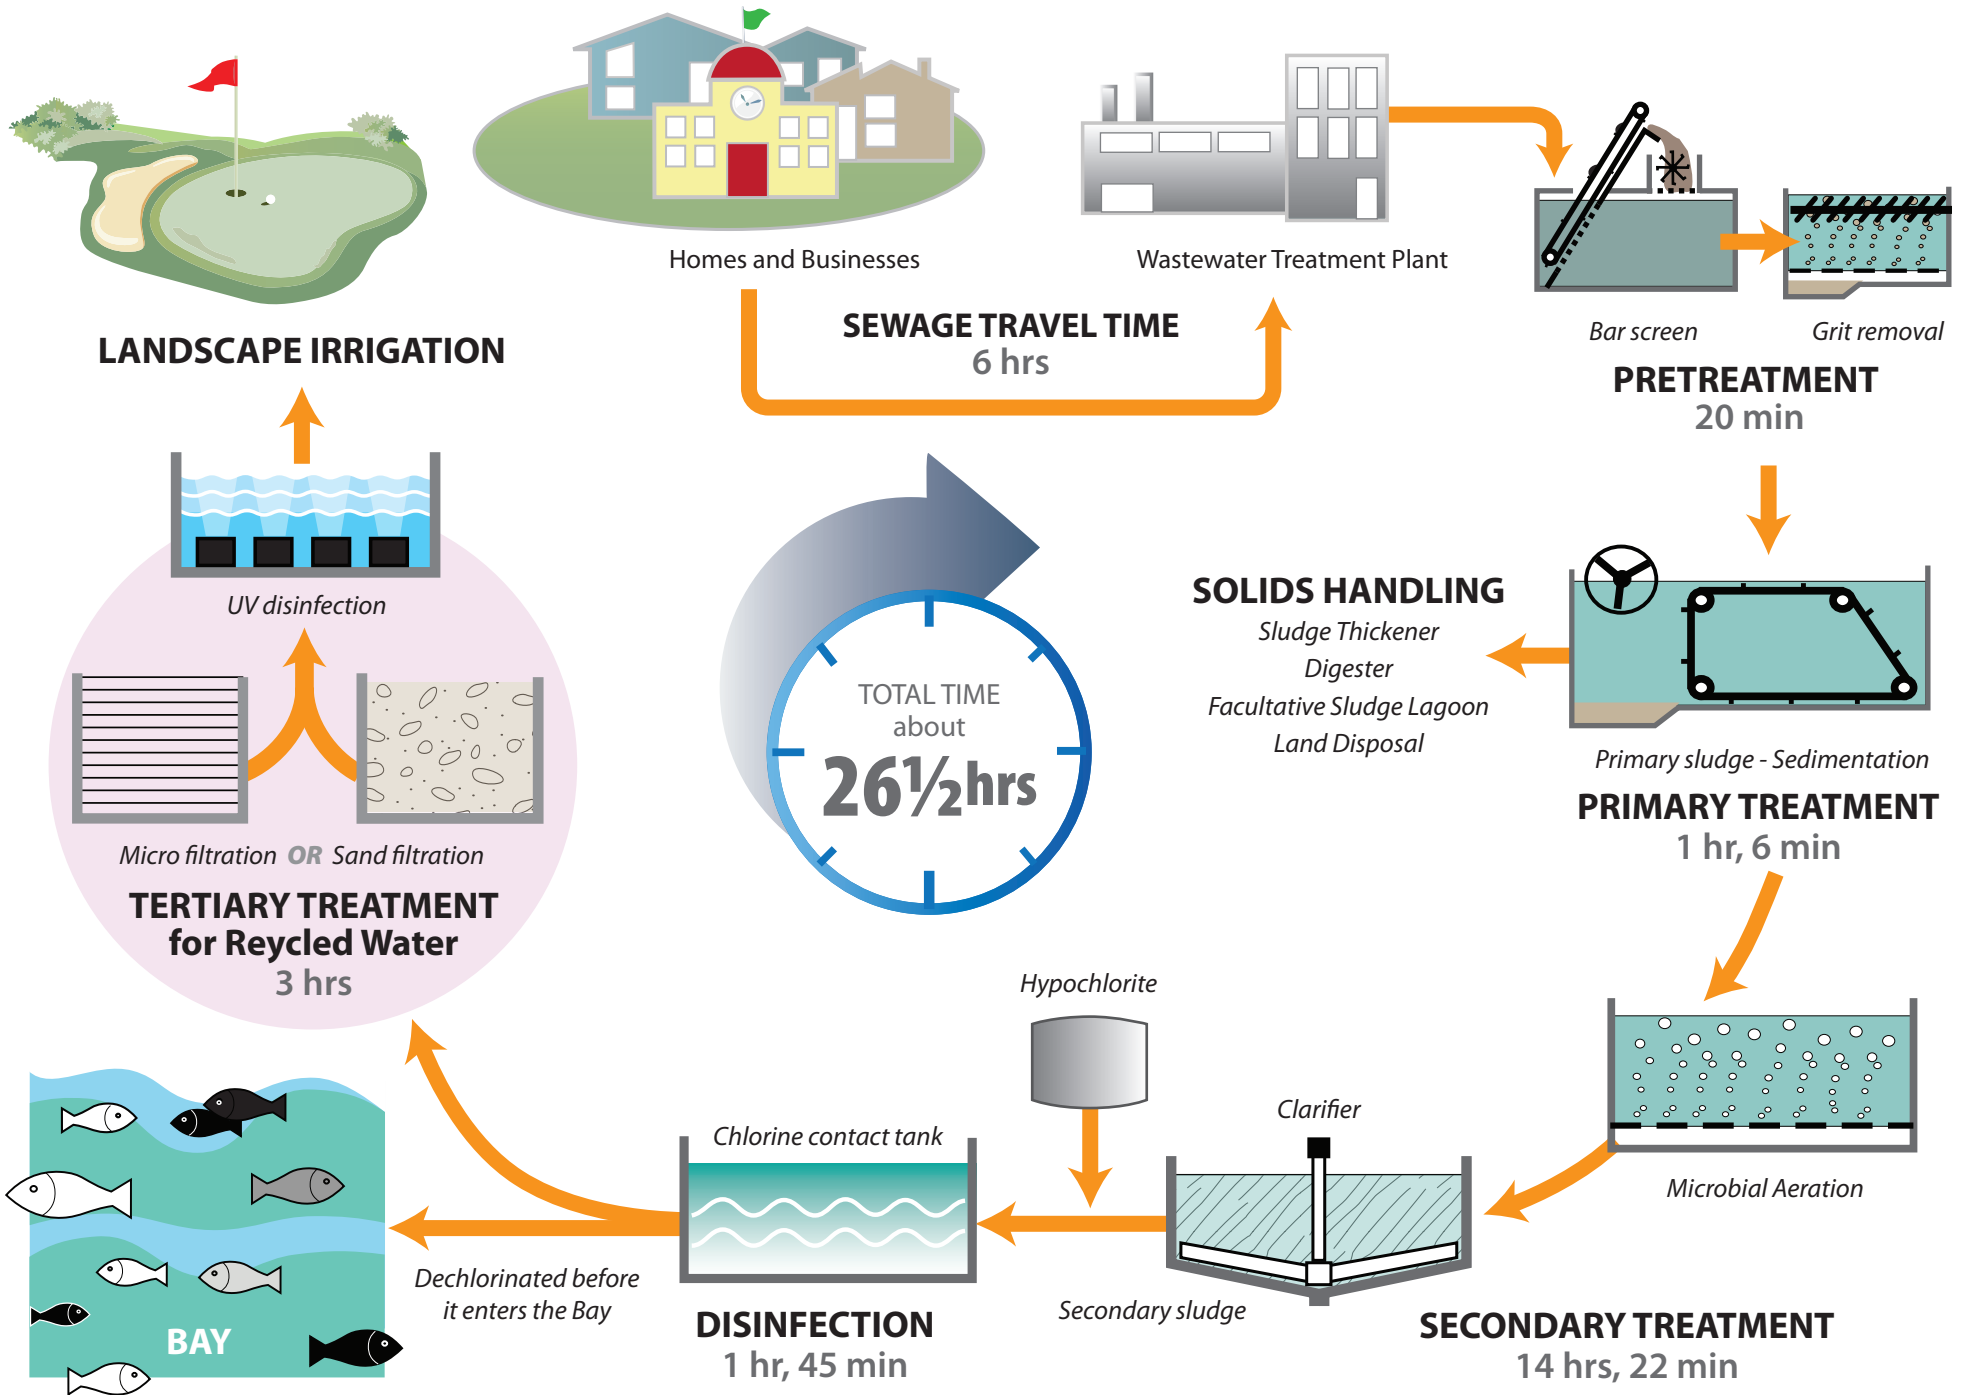 Homes and Businesses
Wastewater Treatment Plant
SEWAGE TRAVEL TIME
6 hrs
Bar screen
Grit removal
PRETREATMENT
20 min
LANDSCAPE IRRIGATION
SOLIDS HANDLING
Sludge Thickener
Digester
Facultative Sludge Lagoon
Land Disposal
Primary sludge - Sedimentation
PRIMARY TREATMENT
1 hr, 6 min
TOTAL TIME
about
26½hrs
UV disinfection
Micro filtration OR Sand filtration
TERTIARY TREATMENT
for Reycled Water
3 hrs
Hypochlorite
Clarifier
Microbial Aeration
Chlorine contact tank
Secondary sludge
SECONDARY TREATMENT
14 hrs, 22 min
DISINFECTION
1 hr, 45 min
Dechlorinated before
it enters the Bay
BAY